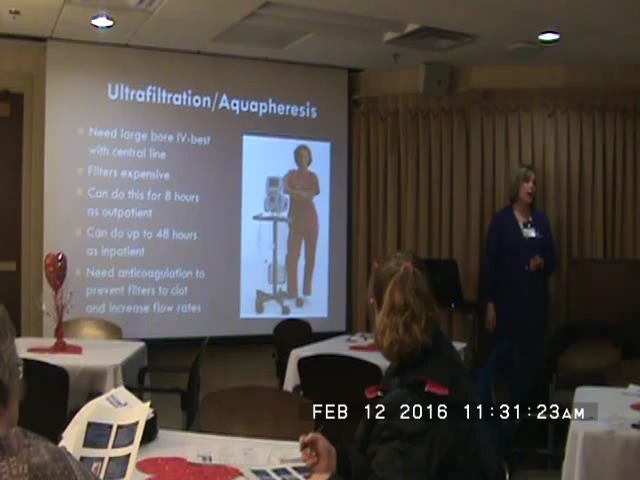 Ultrafiltration/Aquapheresis
Need large bore IV-best
with central line
Filters expensive
Can do this for 8 hours
as outpatient
Can do up to 48 hours
as inpatient
Need anticoagulation to
prevent filters to clot
and increase flow rates
FEB 12 2016 11:31:23AM